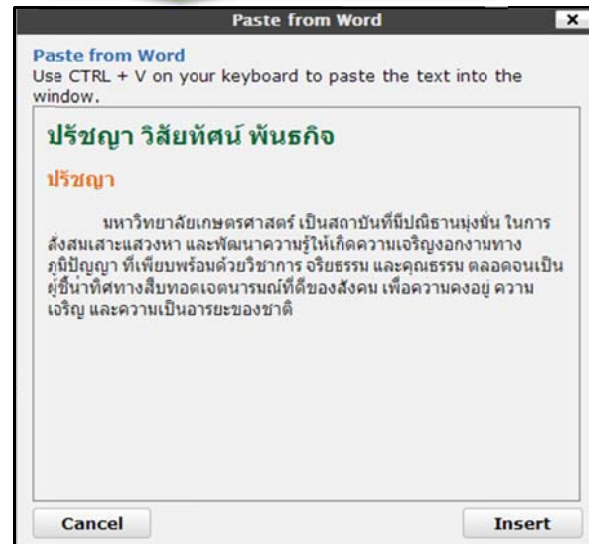 Paste from Word
Paste from Word
Use CTRL + V on your keyboard to paste the text into the
window.
ปรัชญา วิสัยทัศน์ พันธกิจ
ปรัชญา
มหาวิทยาลัยเกษตรศาสตร์ เป็นสถาบันที่มีปณิธานมุ่งมั่น ในการ
สั่งสมเสาะแสวงหา และพัฒนาความรู้ให้เกิดความเจริญงอกงามทาง
ภูมิปัญญา ที่เพียบพร้อมด้วยวิชาการ จริยธรรม และคุณธรรม ตลอดจนเป็น
ผู้ชี้นำทิศทางสืบทอดเจตนารมณ์ที่ดีของสังคม เพื่อความคงอยู่ ความ
เจริญ และความเป็นอารยะของชาติ
Cancel Insert